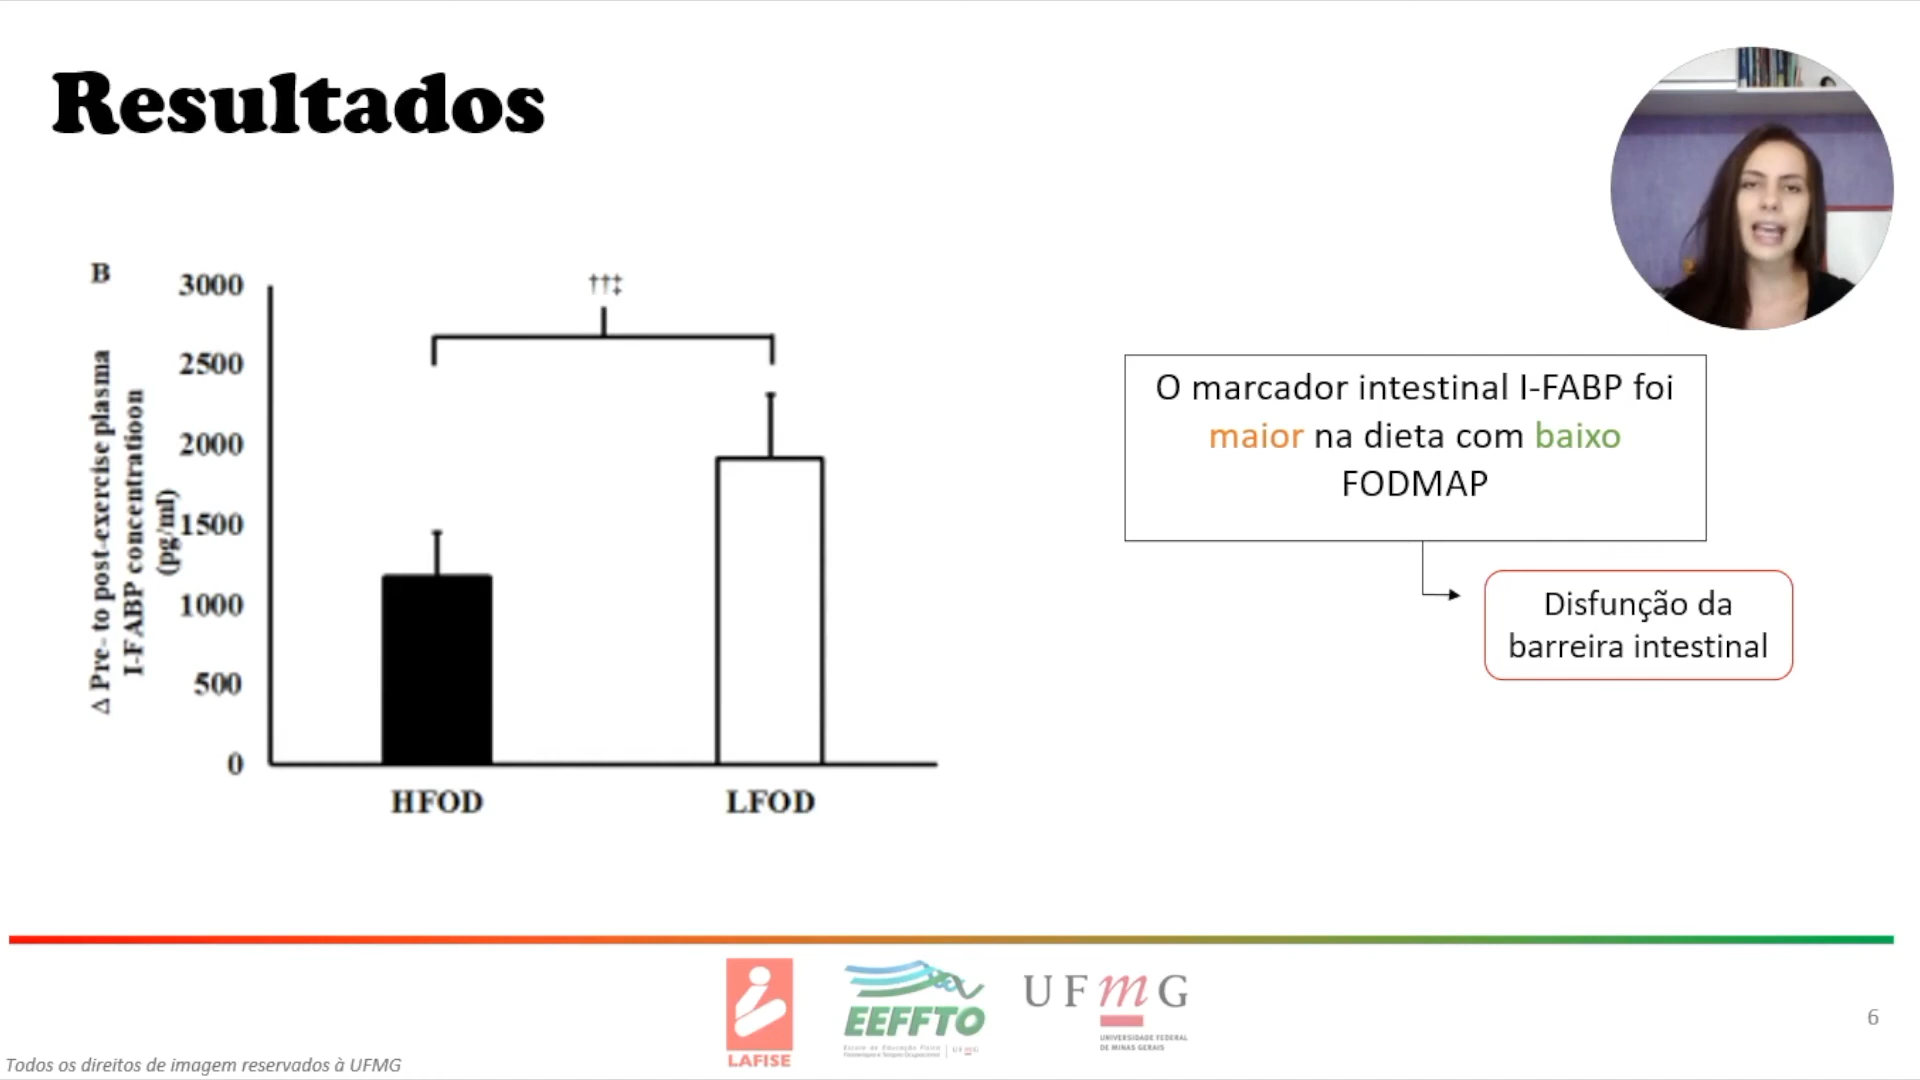 Resultados
B
3000
2500
2000
1500
1000
500
0
Δ Pre- to post-exercise plasma
I-FABP concentratioon
(pg/ml)
††‡
HFOD
LFOD
O marcador intestinal I-FABP foi
maior na dieta com baixo
FODMAP
Disfunção da
barreira intestinal
LAFISE
EEFFTO
Escola de Educação Física
Fisioterapia e Terapia Ocupacional | UFmG
UFmG
UNIVERSIDADE FEDERAL
DE MINAS GERAIS
6
Todos os direitos de imagem reservados à UFMG